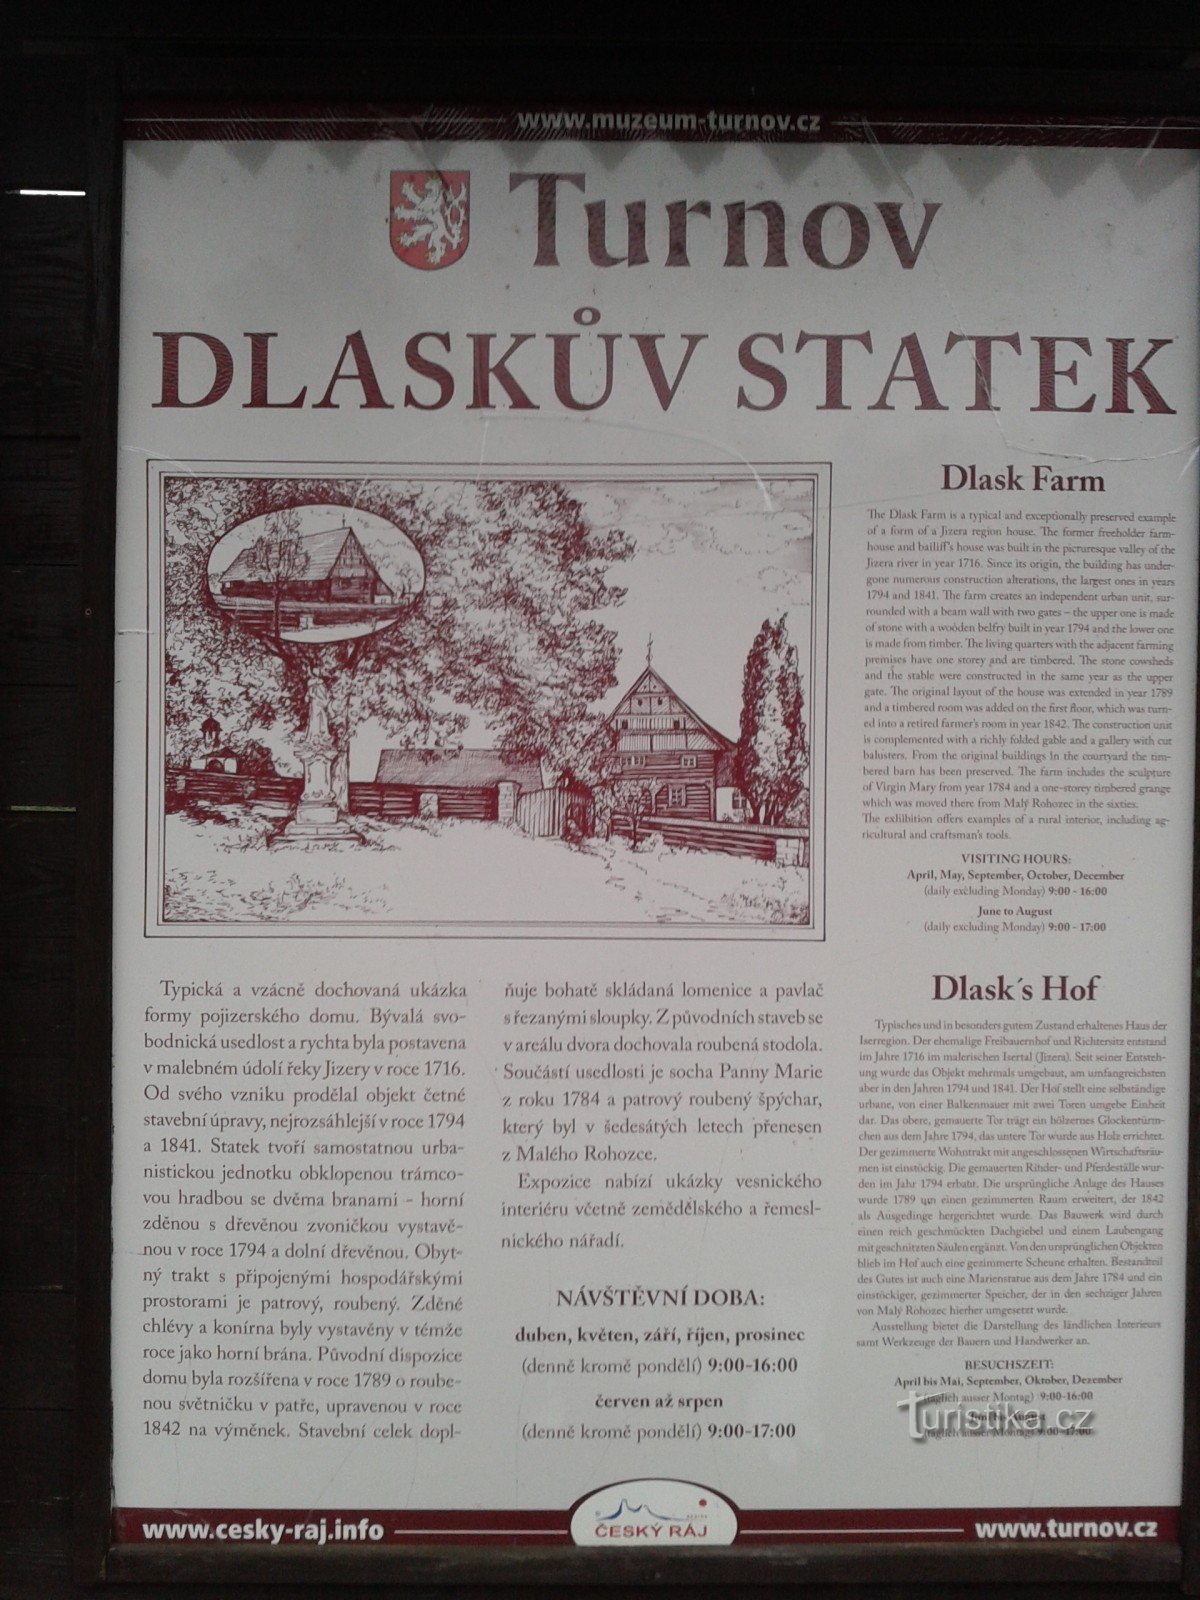 www.muzeum-turnov.cz
Turnov
DLASKŮV STATEK
Dlask Farm
The Dlask Farm is a typical and exceptionally preserved example
of a form of a Jizera region house. The former freeholder farm-
house and bailiff's house was built in the picturesque valley of the
Jizera river in year 1716. Since its origin, the building has under-
gone numerous construction alterations, the largest ones in years
1794 and 1841. The farm creates an independent urban unit, sur-
rounded with a beam wall with two gates – the upper one is made
of stone with a wooden belfry built in year 1794 and the lower one
is made from timber. The living quarters with the adjacent farming
premises have one storey and are timbered. The stone cowsheds
and the stable were constructed in the same year as the upper
gate. The original layout of the house was extended in year 1789
and a timbered room was added on the first floor, which was turn-
ed into a retired farmer's room in year 1842. The construction unit
is complemented with a richly folded gable and a gallery with cut
balusters. From the original buildings in the courtyard the tim-
bered barn has been preserved. The farm includes the sculpture
of Virgin Mary from year 1784 and a one-storey timbered grange
which was moved there from Malý Rohozec in the sixties.
The exhibition offers examples of a rural interior, including ag-
ricultural and craftsman's tools.
VISITING HOURS:
April, May, September, October, December
(daily excluding Monday) 9:00 - 16:00
June to August
(daily excluding Monday) 9:00 - 17:00
Typická a vzácně dochovaná ukázka
formy pojizerského domu. Bývalá svo-
bodnická usedlost a rychta byla postavena
v malebném údolí řeky Jizery v roce 1716.
Od svého vzniku prodělal objekt četné
stavební úpravy, nejrozsáhlejší v roce 1794
a 1841. Statek tvoří samostatnou urba-
nistickou jednotku obklopenou trámco-
vou hradbou se dvěma branami – horní
zděnou s dřevěnou zvoničkou vystavě-
nou v roce 1794 a dolní dřevěnou. Obyt-
ný trakt s připojenými hospodářskými
prostorami je patrový, roubený. Zděné
chlévy a konírna byly vystavěny v témže
roce jako horní brána. Původní dispozice
domu byla rozšířena v roce 1789 o roube-
nou světničku v patře, upravenou v roce
1842 na výměnek. Stavební celek dopl-
ňuje bohatě skládaná lomenice a pavlač
s řezanými sloupky. Z původních staveb se
v areálu dvora dochovala roubená stodola.
Součástí usedlosti je socha Panny Marie
z roku 1784 a patrový roubený špýchar,
který byl v šedesátých letech přenesen
z Malého Rohozce.
Expozice nabízí ukázky vesnického
interiéru včetně zemědělského a řemesl-
nického nářadí.
NÁVŠTĚVNÍ DOBA:
duben, květen, září, říjen, prosinec
(denně kromě pondělí) 9:00-16:00
červen až srpen
(denně kromě pondělí) 9:00-17:00
Dlask´s Hof
Typisches und in besonders gutem Zustand erhaltenes Haus der
Iserregion. Der ehemalige Freibauernhof und Richtersitz entstand
im Jahre 1716 im malerischen Isertal (Jizera). Seit seiner Entsteh-
ung wurde das Objekt mehrmals umgebaut, am umfangreichsten
aber in den Jahren 1794 und 1841. Der Hof stellt eine selbständige
urbane, von einer Balkenmauer mit zwei Toren umgebe Einheit
dar. Das obere, gemauerte Tor trägt ein hölzernes Glockentürm-
chen aus dem Jahre 1794, das untere Tor wurde aus Holz errichtet.
Der gezimmerte Wohntrakt mit angeschlossenen Wirtschaftsräu-
men ist einstöckig. Die gemauerten Rinder- und Pferdeställe wur-
den im Jahr 1794 erbatu. Die ursprüngliche Anlage des Hauses
wurde 1789 um einen gezimmerten Raum erweitert, der 1842
als Ausgedinge hergerichtet wurde. Das Bauwerk wird durch
einen reich geschmückten Dachgiebel und einem Laubengang
mit geschnitzten Säulen ergänzt. Von den ursprünglichen Objekten
blieb im Hof auch eine gezimmerte Scheune erhalten. Bestandteil
des Gutes ist auch eine Marienstatue aus dem Jahre 1784 und ein
einstöckiger, gezimmerter Speicher, der in den sechziger Jahren
von Malý Rohozec hierher umgesetzt wurde.
Ausstellung bietet die Darstellung des ländlichen Interieurs
samt Werkzeuge der Bauern und Handwerker an.
BESUCHSZEIT:
April bis Mai, September, Oktober, Dezember
(täglich ausser Montag) 9:00-16:00
Juni bis August
(täglich ausser Montag) 9:00-17:00
Turistika.cz
www.cesky-raj.info
REGION
ČESKÝ RÁJ
www.turnov.cz